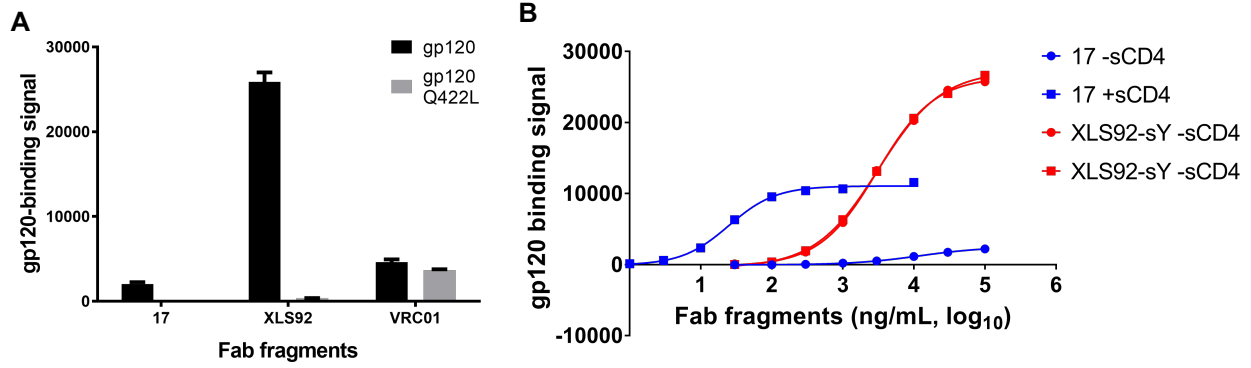 A
30000
20000
10000
0
gp120-binding signal
gp120
gp120
Q422L
17
XLS92
VRC01
Fab fragments
B
30000
20000
10000
0
-10000
gp120 binding signal
1 2 3 4 5 6
Fab fragments (ng/mL, log10)
17 -sCD4
17 +sCD4
XLS92-sY -sCD4
XLS92-sY -sCD4